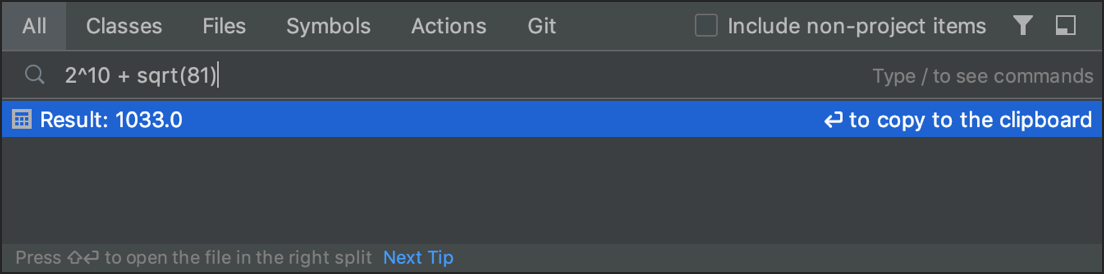 All Classes Files Symbols Actions Git Include non-project items
2^10 + sqrt(81) Type / to see commands
Result: 1033.0 ⏎ to copy to the clipboard
Press ⇧⏎ to open the file in the right split Next Tip